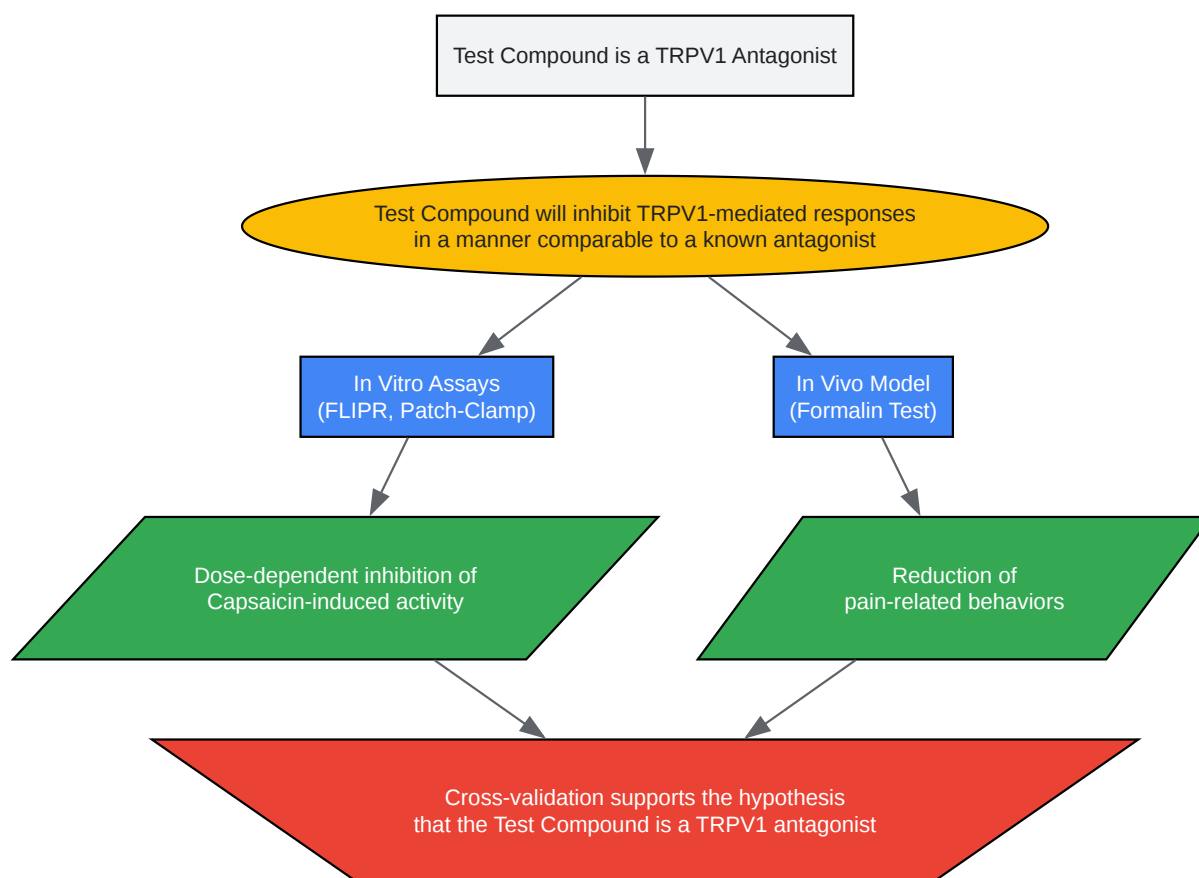 Test Compound is a TRPV1 Antagonist
Test Compound will inhibit TRPV1-mediated responses
in a manner comparable to a known antagonist
In Vitro Assays
(FLIPR, Patch-Clamp)
In Vivo Model
(Formalin Test)
Dose-dependent inhibition of
Capsaicin-induced activity
Reduction of
pain-related behaviors
Cross-validation supports the hypothesis
that the Test Compound is a TRPV1 antagonist